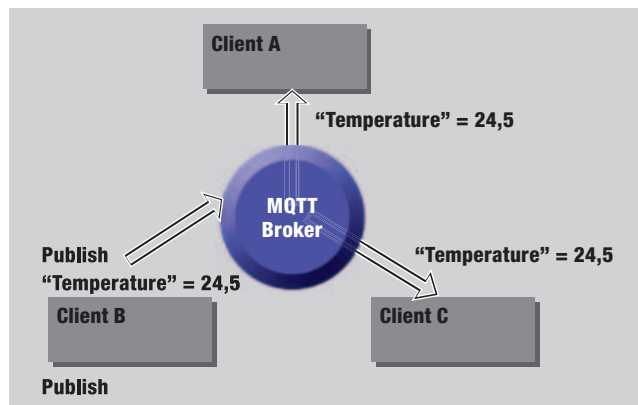 Client A
“Temperature” = 24,5
MQTT
Broker
Publish
“Temperature” = 24,5
“Temperature” = 24,5
Client B
Client C
Publish